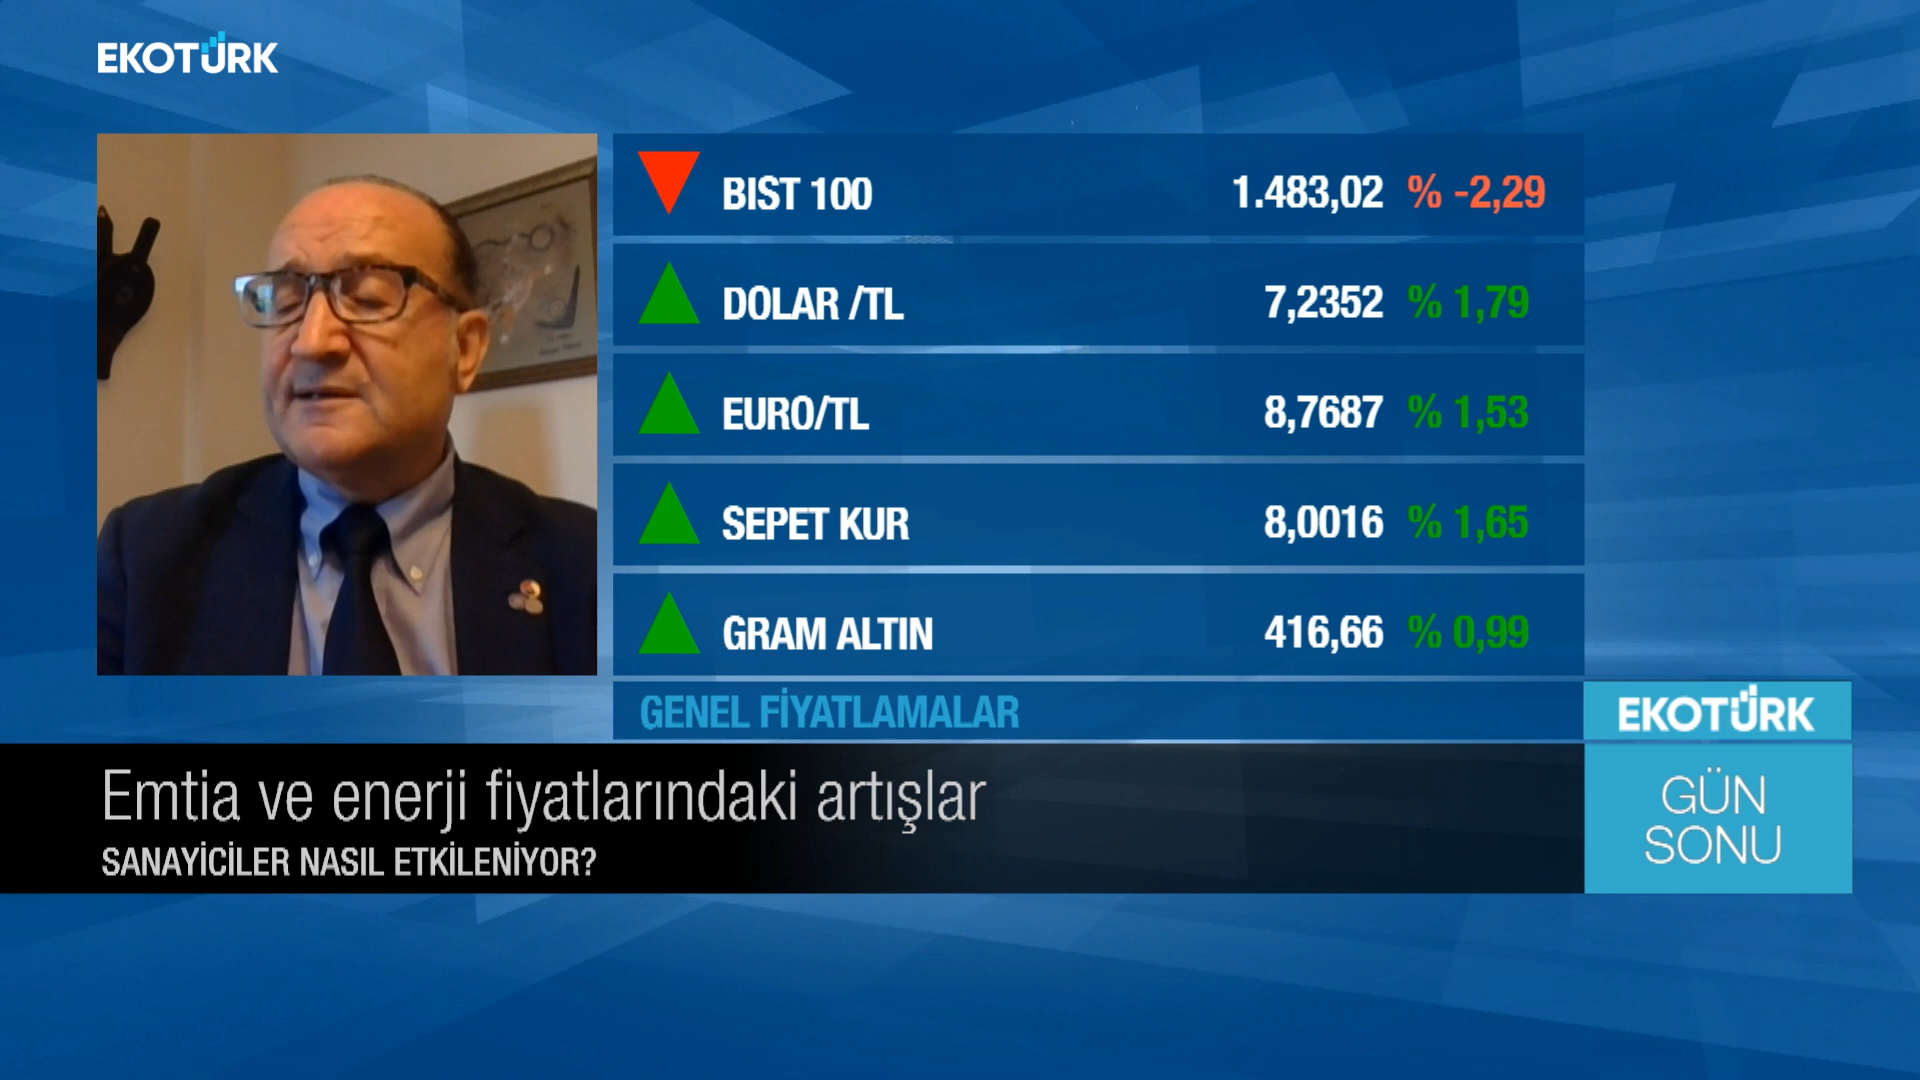 EKOTÜRK
BIST 100 1.483,02 % -2,29
DOLAR /TL 7,2352 % 1,79
EURO/TL 8,7687 % 1,53
SEPET KUR 8,0016 % 1,65
GRAM ALTIN 416,66 % 0,99
GENEL FİYATLAMALAR
EKOTÜRK
Emtia ve enerji fiyatlarındaki artışlar
SANAYİCİLER NASIL ETKİLENİYOR?
GÜN
SONU